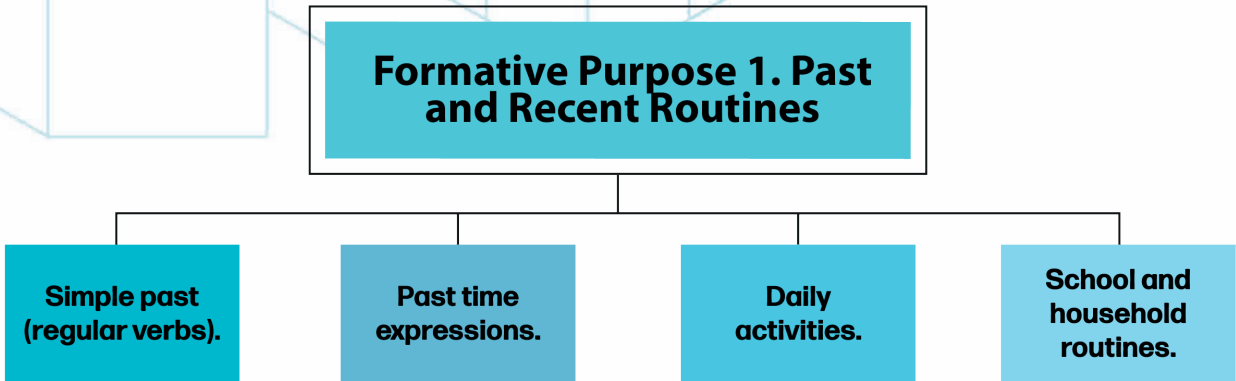 Formative Purpose 1. Past
and Recent Routines
Simple past
(regular verbs).
Past time
expressions.
Daily
activities.
School and
household
routines.